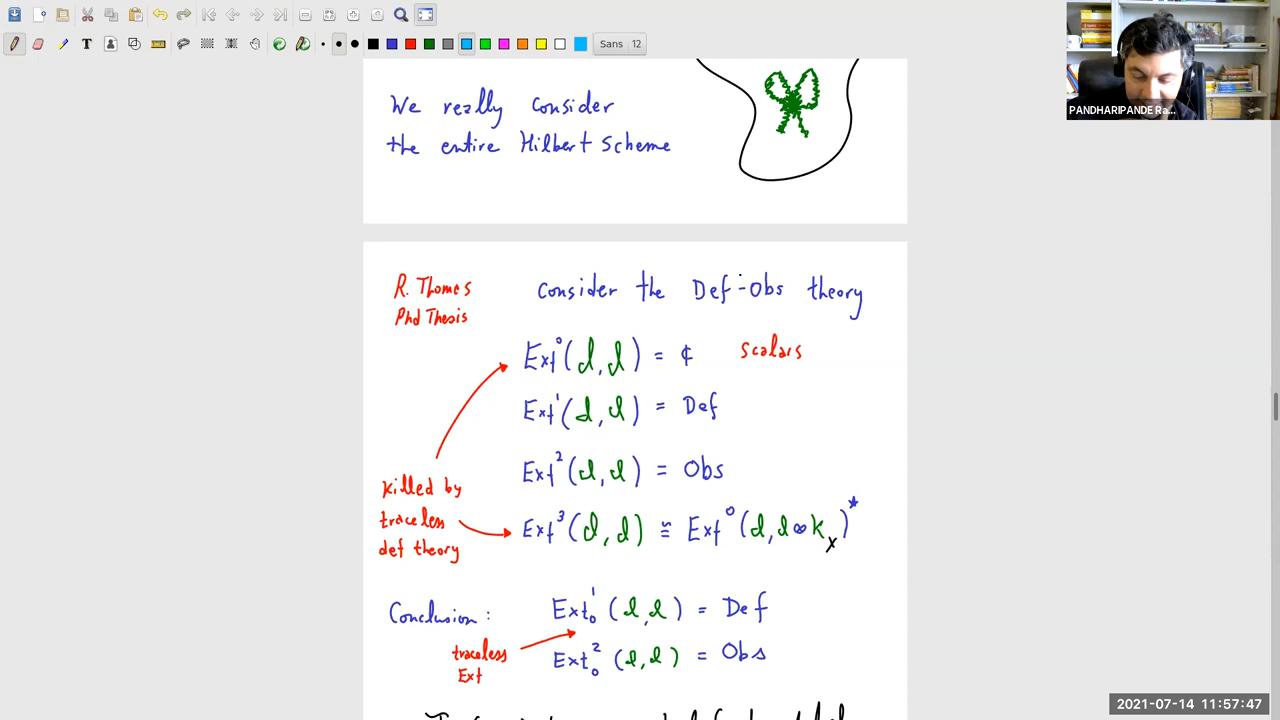 Sans 12
PANDHARIPANDE Ra...
We really consider
the entire Hilbert scheme
R. Thomas
Phd Thesis
consider the Def-Obs theory
Ext⁰(I, I) = ℂ scalars
Ext¹(I, I) = Def
Ext²(I, I) = Obs
Ext³(I, I) ≅ Ext⁰(I, I⊗K_X)*
killed by
traceless
def theory
Conclusion: Ext₀¹(I, I) = Def
traceless
Ext
Ext₀²(I, I) = Obs
2021-07-14 11:57:47